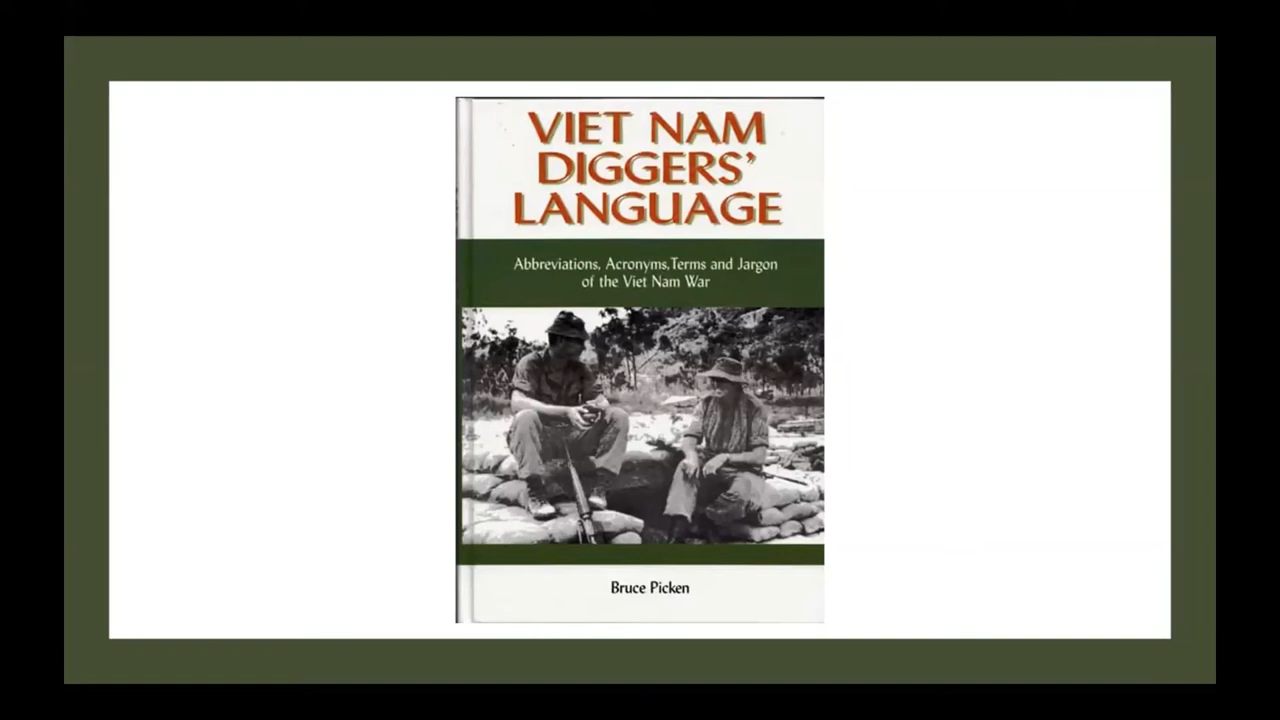 VIET NAM
DIGGERS'
LANGUAGE
Abbreviations, Acronyms,Terms and Jargon
of the Viet Nam War
Bruce Picken